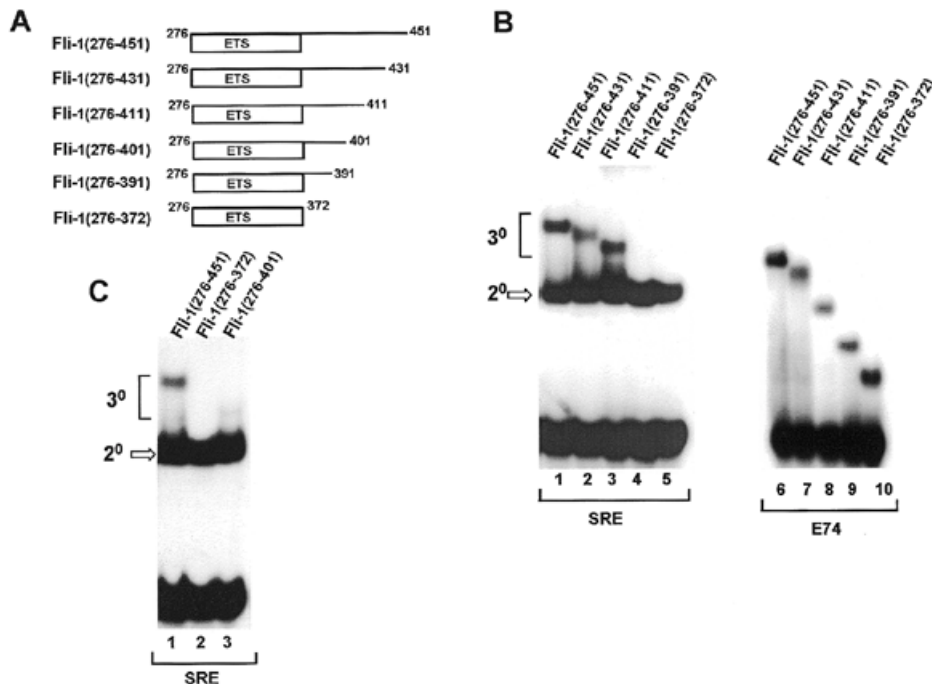 A
Fli-1(276-451) 276 ETS 451
Fli-1(276-431) 276 ETS 431
Fli-1(276-411) 276 ETS 411
Fli-1(276-401) 276 ETS 401
Fli-1(276-391) 276 ETS 391
Fli-1(276-372) 276 ETS 372
B
Fli-1(276-451)
Fli-1(276-431)
Fli-1(276-411)
Fli-1(276-391)
Fli-1(276-372)
3⁰
2⁰
1 2 3 4 5
SRE
Fli-1(276-451)
Fli-1(276-431)
Fli-1(276-411)
Fli-1(276-391)
Fli-1(276-372)
6 7 8 9 10
E74
C
Fli-1(276-451)
Fli-1(276-372)
Fli-1(276-401)
3⁰
2⁰
1 2 3
SRE